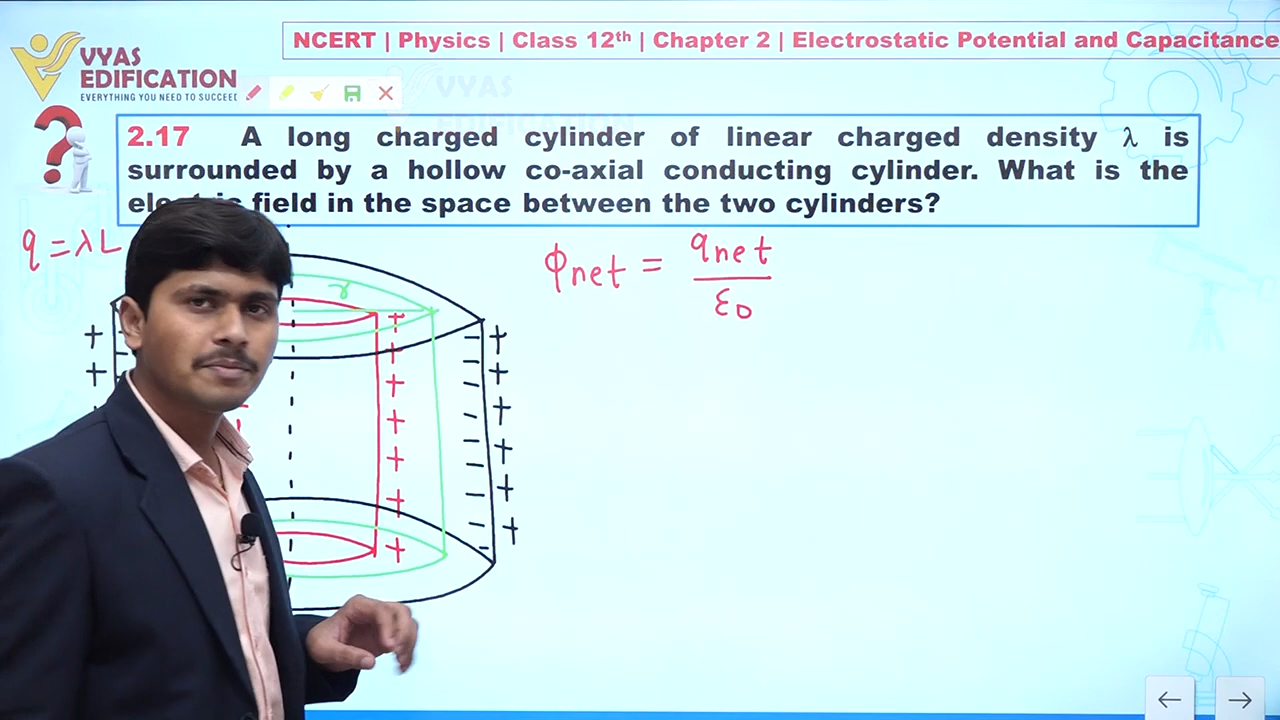 VYAS
EDIFICATION
EVERYTHING YOU NEED TO SUCCEED
NCERT | Physics | Class 12th | Chapter 2 | Electrostatic Potential and Capacitance
VYAS
2.17 A long charged cylinder of linear charged density λ is
surrounded by a hollow co-axial conducting cylinder. What is the
field in the space between the two cylinders?
q = λL
r
ϕnet = qnet / ε0